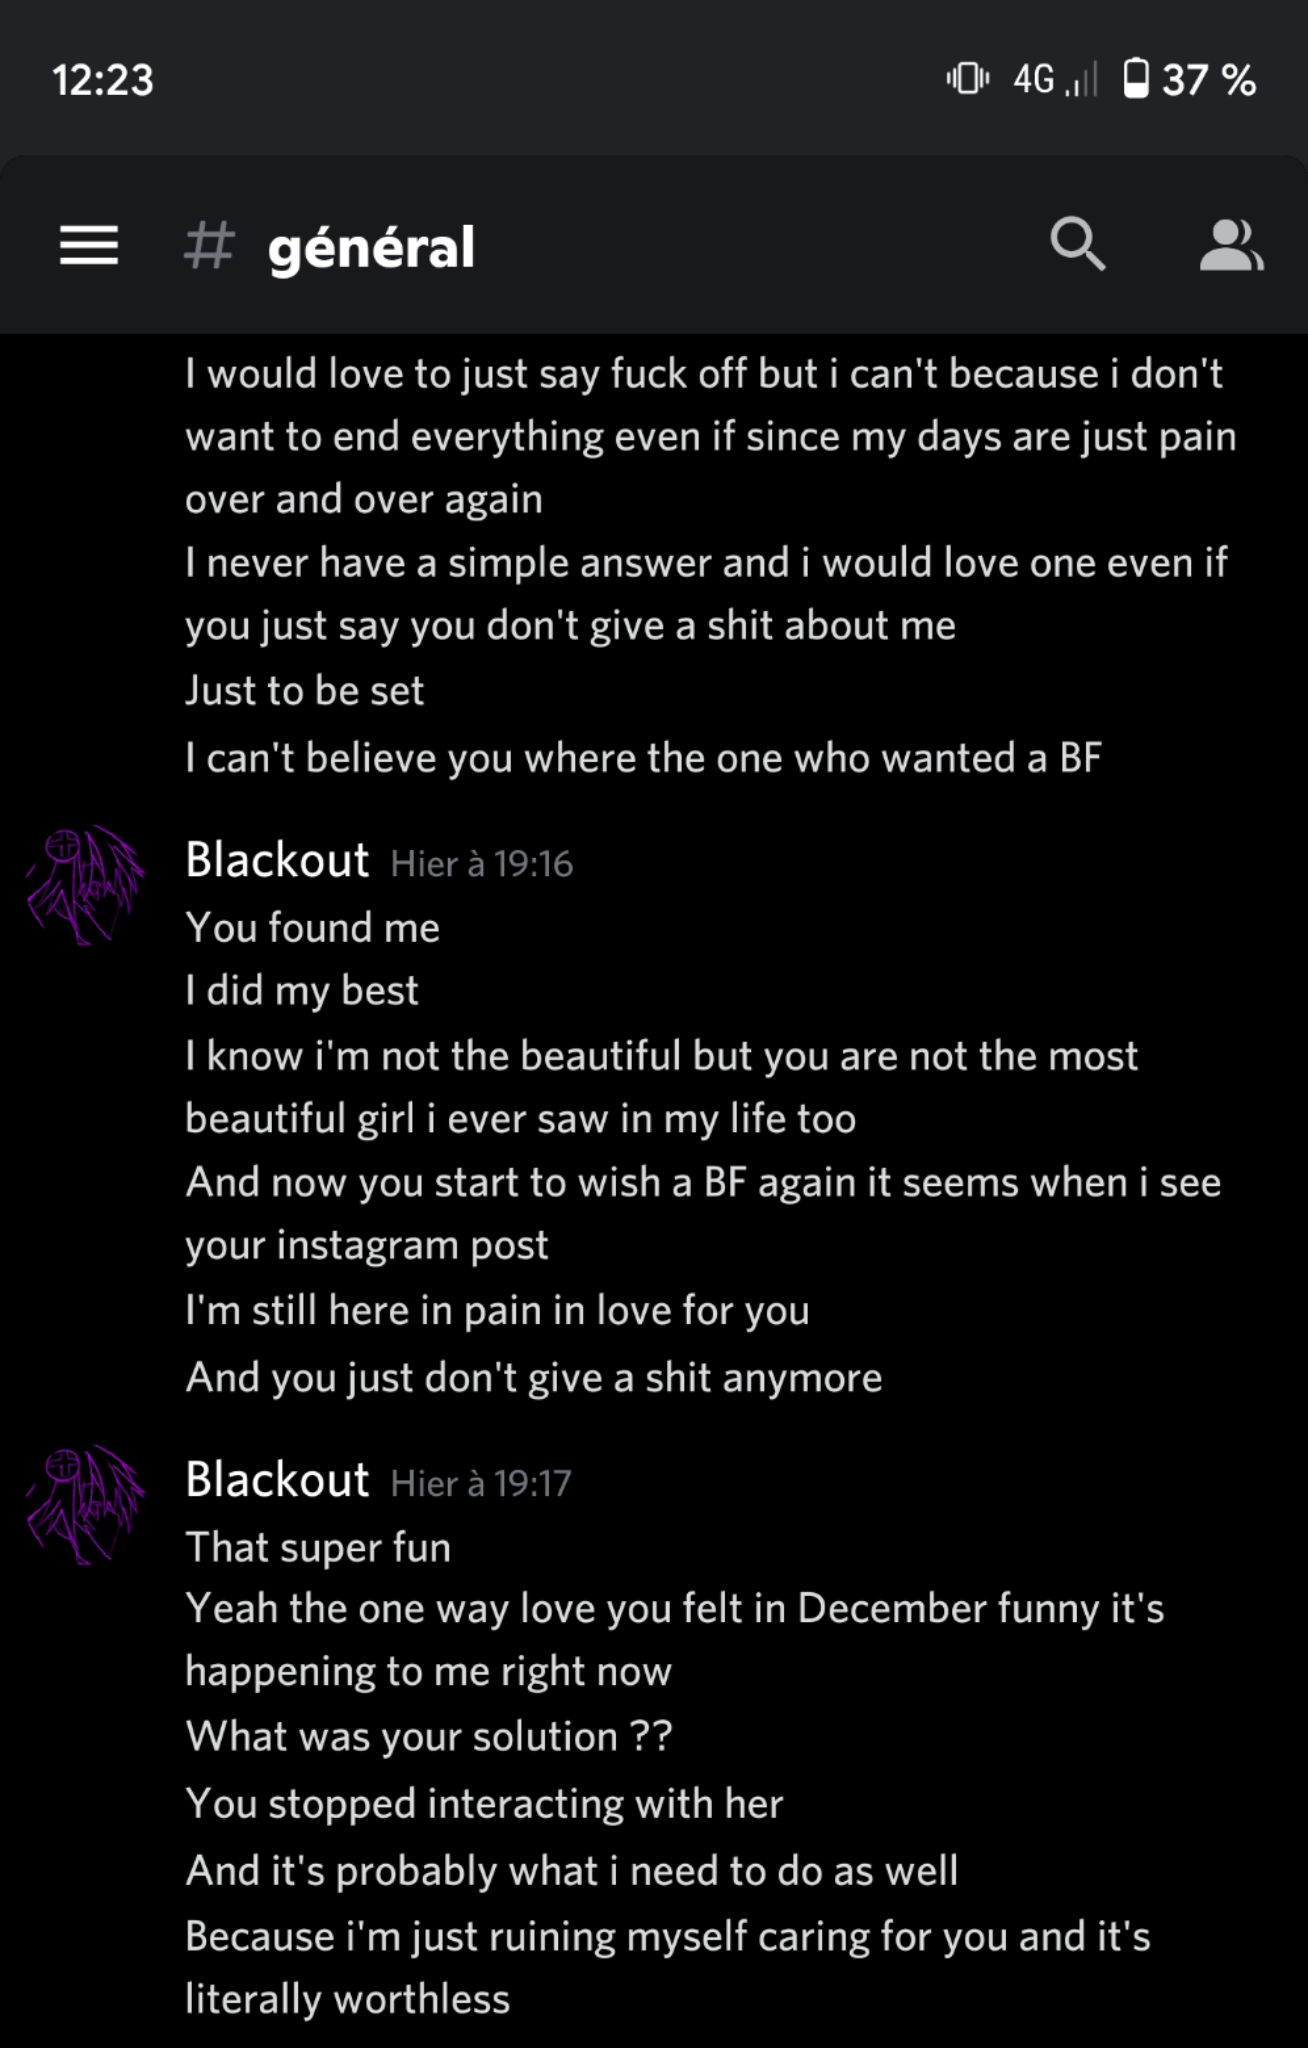 12:23
4G 37 %
# général
I would love to just say fuck off but i can't because i don't
want to end everything even if since my days are just pain
over and over again
I never have a simple answer and i would love one even if
you just say you don't give a shit about me
Just to be set
I can't believe you where the one who wanted a BF
Blackout Hier à 19:16
You found me
I did my best
I know i'm not the beautiful but you are not the most
beautiful girl i ever saw in my life too
And now you start to wish a BF again it seems when i see
your instagram post
I'm still here in pain in love for you
And you just don't give a shit anymore
Blackout Hier à 19:17
That super fun
Yeah the one way love you felt in December funny it's
happening to me right now
What was your solution ??
You stopped interacting with her
And it's probably what i need to do as well
Because i'm just ruining myself caring for you and it's
literally worthless